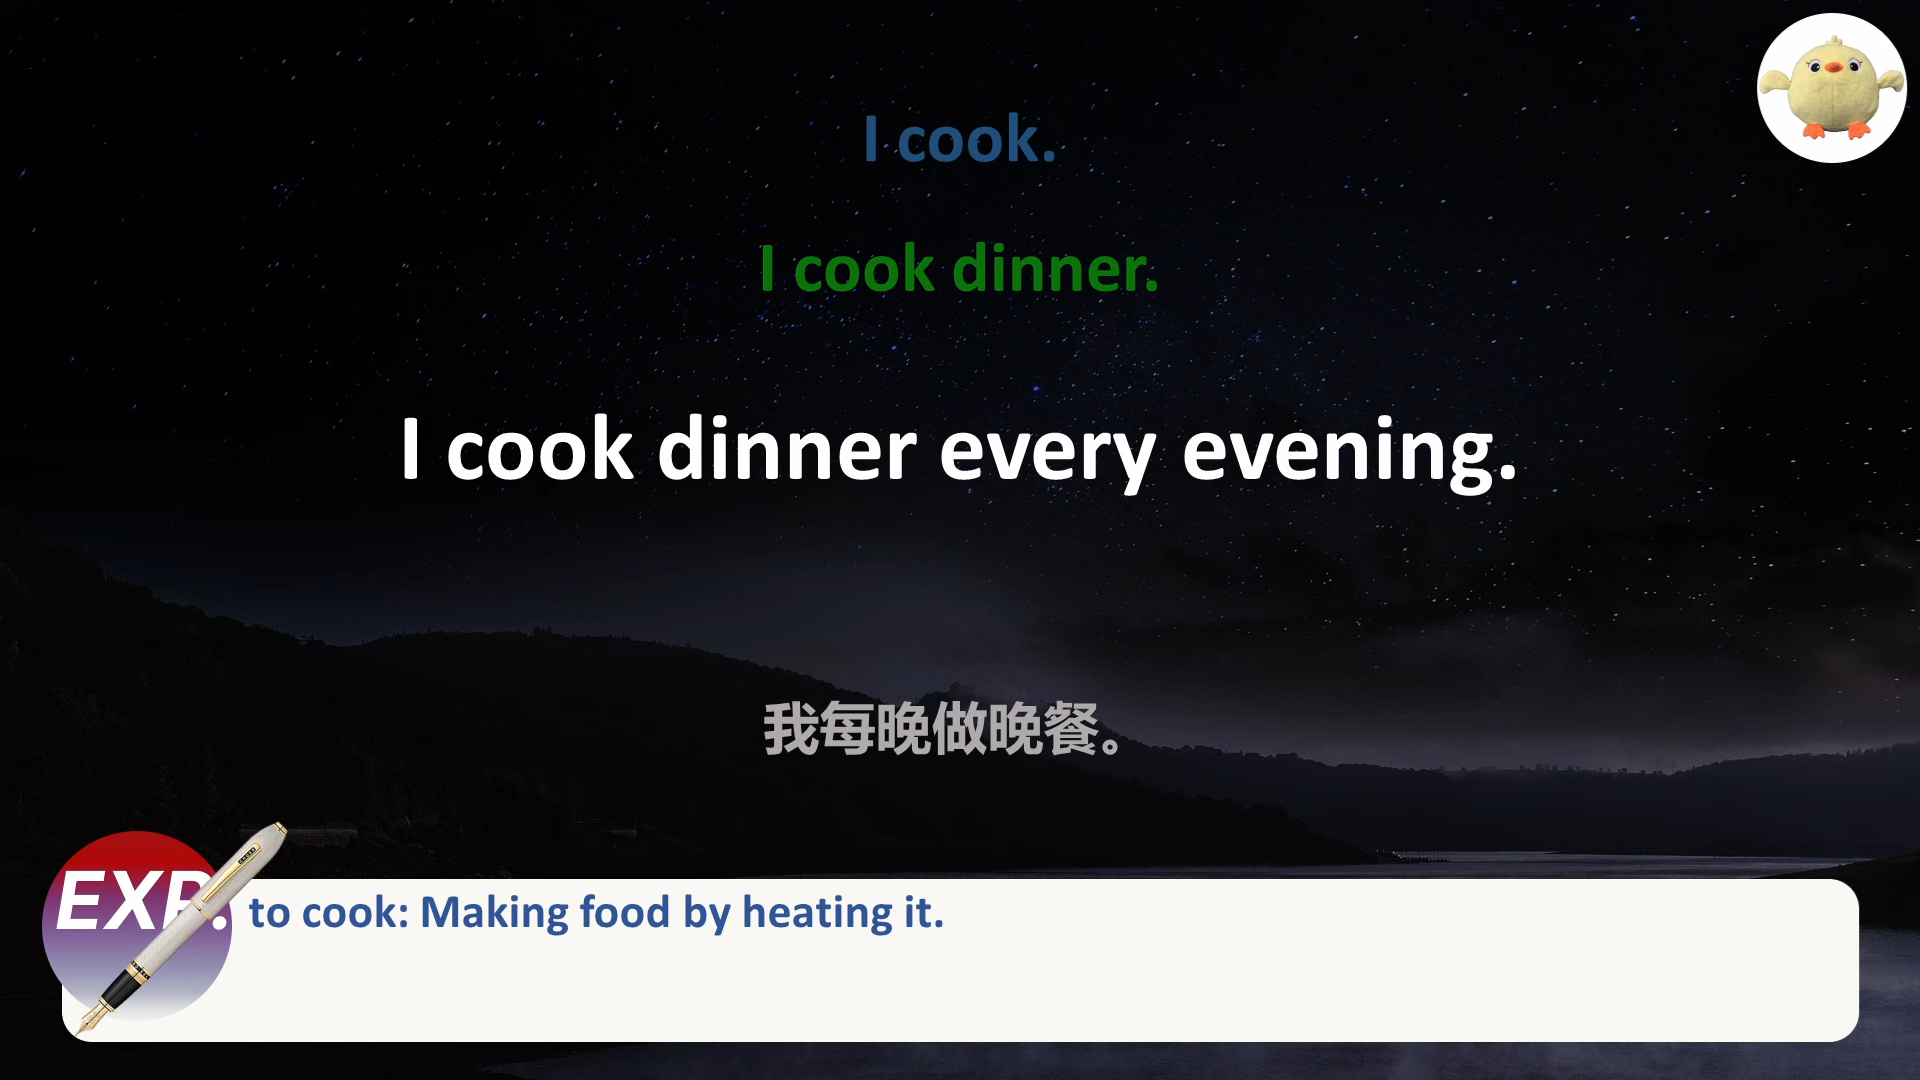 I cook.
I cook dinner.
I cook dinner every evening.
我每晚做晚餐。
EXP.
to cook: Making food by heating it.